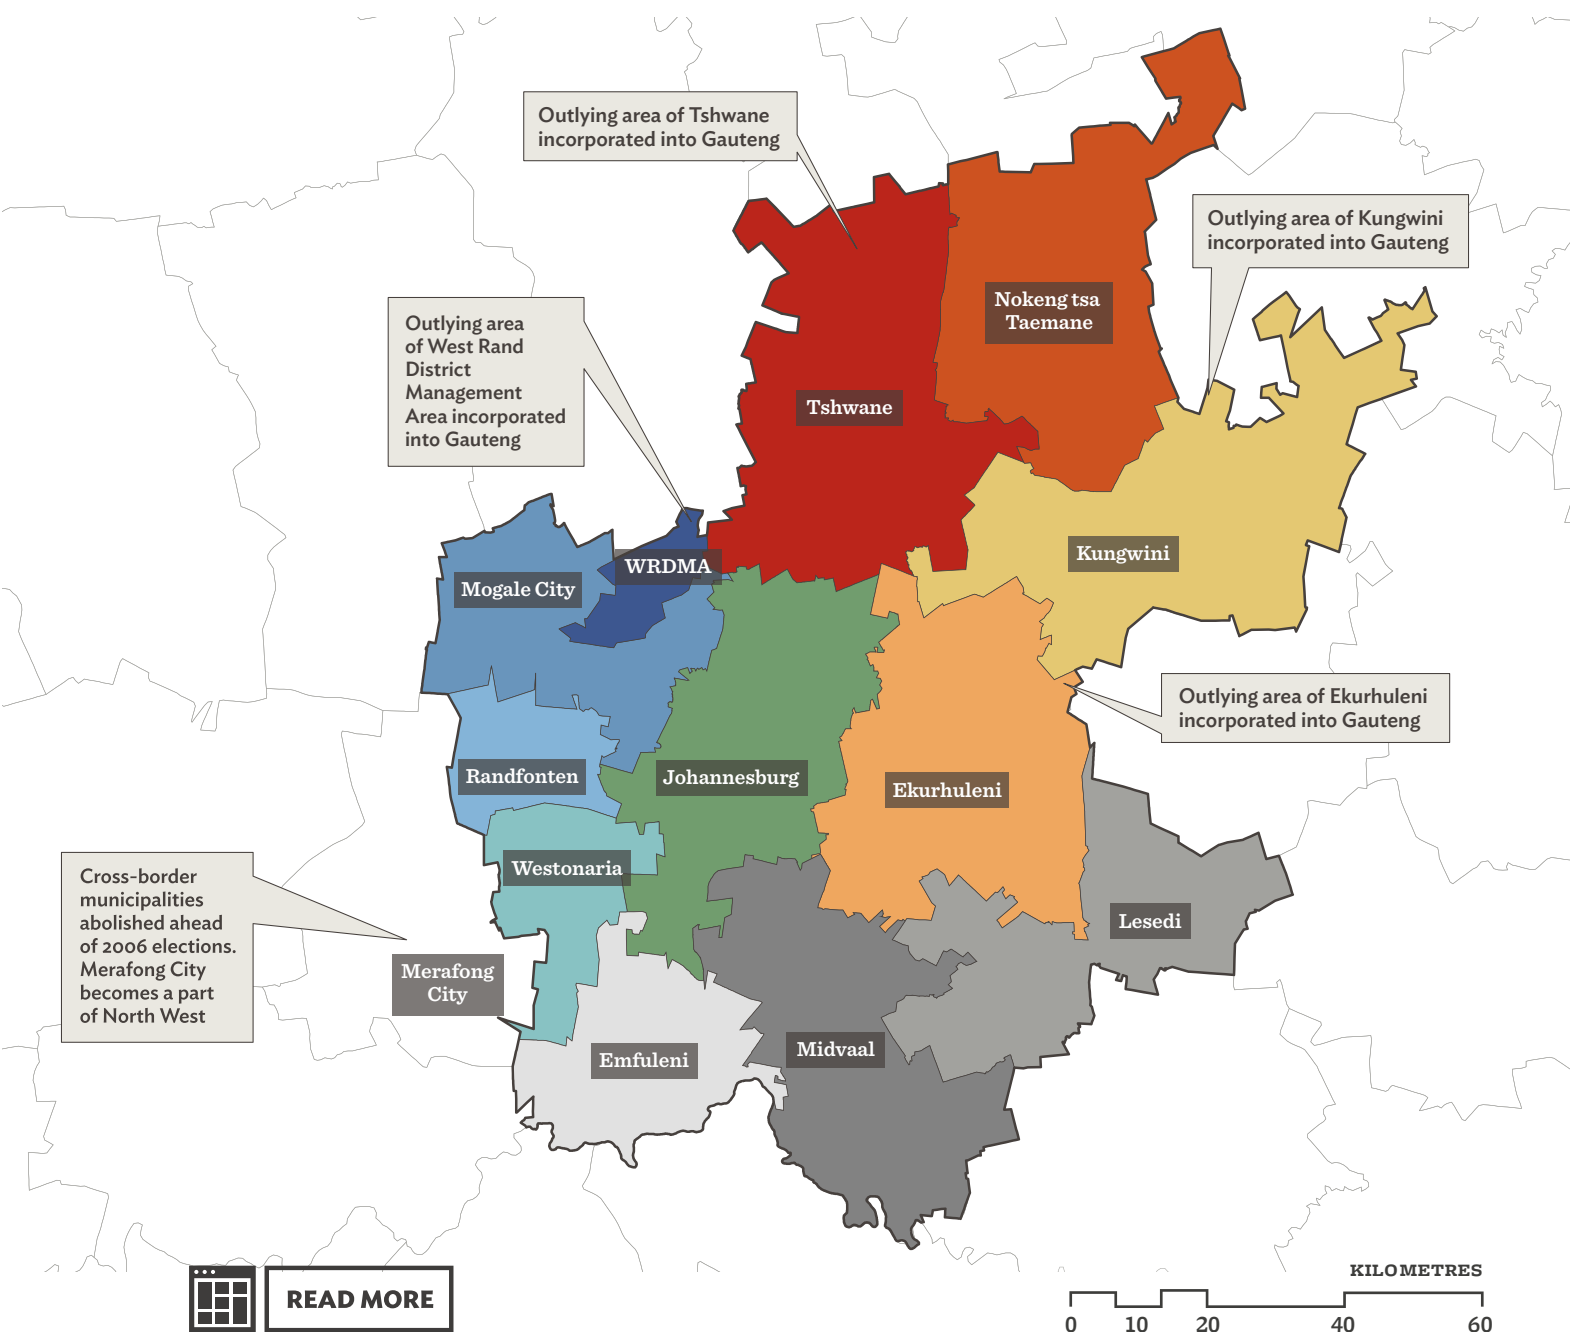 Outlying area of Tshwane
incorporated into Gauteng
Outlying area of Kungwini
incorporated into Gauteng
Nokeng tsa
Taemane
Outlying area
of West Rand
District
Management
Area incorporated
into Gauteng
Tshwane
Kungwini
WRDMA
Mogale City
Outlying area of Ekurhuleni
incorporated into Gauteng
Randfonten
Johannesburg
Ekurhuleni
Westonaria
Cross-border
municipalities
abolished ahead
of 2006 elections.
Merafong City
becomes a part
of North West
Lesedi
Merafong
City
Emfuleni
Midvaal
READ MORE
KILOMETRES
0 10 20 40 60